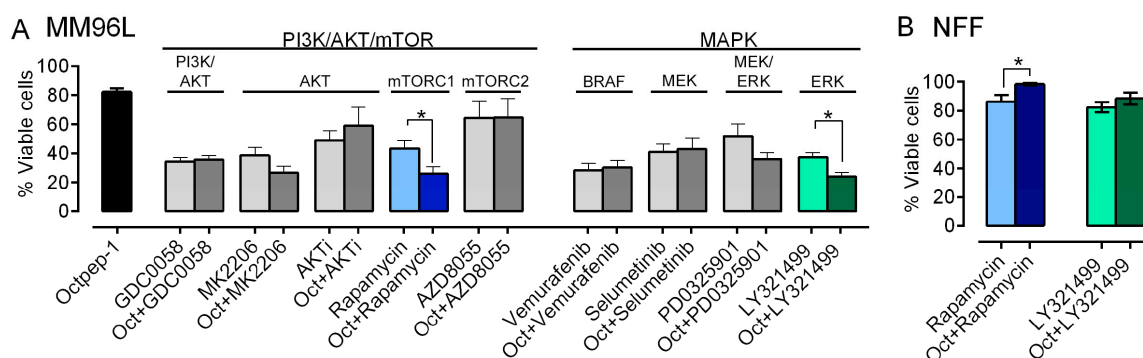 A MM96L
PI3K/AKT/mTOR
MAPK
PI3K/
AKT
AKT
mTORC1
mTORC2
BRAF
MEK
MEK/
ERK
ERK
% Viable cells
100
80
60
40
20
0
*
*
Octpep-1
GDC0058
Oct+GDC0058
MK2206
Oct+MK2206
AKTi
Oct+AKTi
Rapamycin
Oct+Rapamycin
AZD8055
Oct+AZD8055
Vemurafenib
Oct+Vemurafenib
Selumetinib
Oct+Selumetinib
PD0325901
Oct+PD0325901
LY321499
Oct+LY321499
B NFF
% Viable cells
100
80
60
40
20
0
*
Rapamycin
Oct+Rapamycin
LY321499
Oct+LY321499